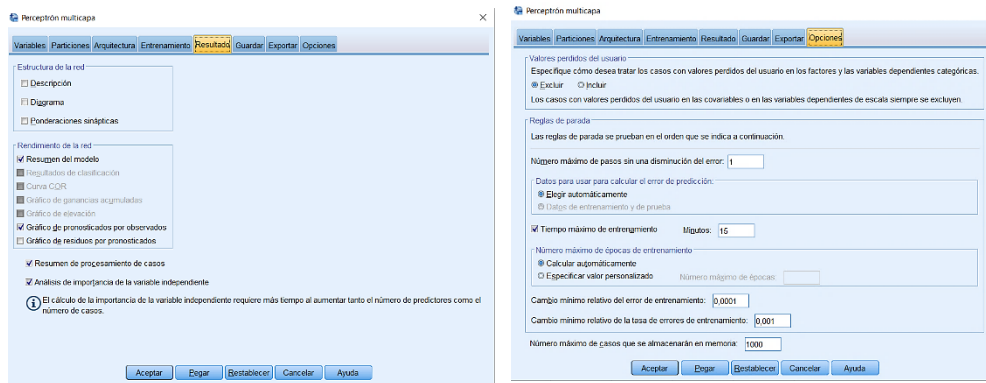 Perceptrón multicapa
Variables Particiones Arquitectura Entrenamiento Resultado Guardar Exportar Opciones
Estructura de la red
Descripción
Diagrama
Ponderaciones sinápticas
Rendimiento de la red
Resumen del modelo
Resultados de clasificación
Curva COR
Gráfico de ganancias acumuladas
Gráfico de elevación
Gráfico de pronosticados por observados
Gráfico de residuos por pronosticados
Resumen de procesamiento de casos
Análisis de importancia de la variable independiente
El cálculo de la importancia de la variable independiente requiere más tiempo al aumentar tanto el número de predictores como el
número de casos.
Aceptar Pegar Restablecer Cancelar Ayuda
Perceptrón multicapa
Variables Particiones Arquitectura Entrenamiento Resultado Guardar Exportar Opciones
Valores perdidos del usuario
Especifique cómo desea tratar los casos con valores perdidos del usuario en los factores y las variables dependientes categóricas.
Excluir Incluir
Los casos con valores perdidos del usuario en las covariables o en las variables dependientes de escala siempre se excluyen.
Reglas de parada
Las reglas de parada se prueban en el orden que se indica a continuación.
Número máximo de pasos sin una disminución del error: 1
Datos para usar para calcular el error de predicción:
Elegir automáticamente
Datos de entrenamiento y de prueba
Tiempo máximo de entrenamiento Minutos: 15
Número máximo de épocas de entrenamiento
Calcular automáticamente
Especificar valor personalizado Número máximo de épocas:
Cambio mínimo relativo del error de entrenamiento: 0,0001
Cambio mínimo relativo de la tasa de errores de entrenamiento: 0,001
Número máximo de casos que se almacenarán en memoria: 1000
Aceptar Pegar Restablecer Cancelar Ayuda